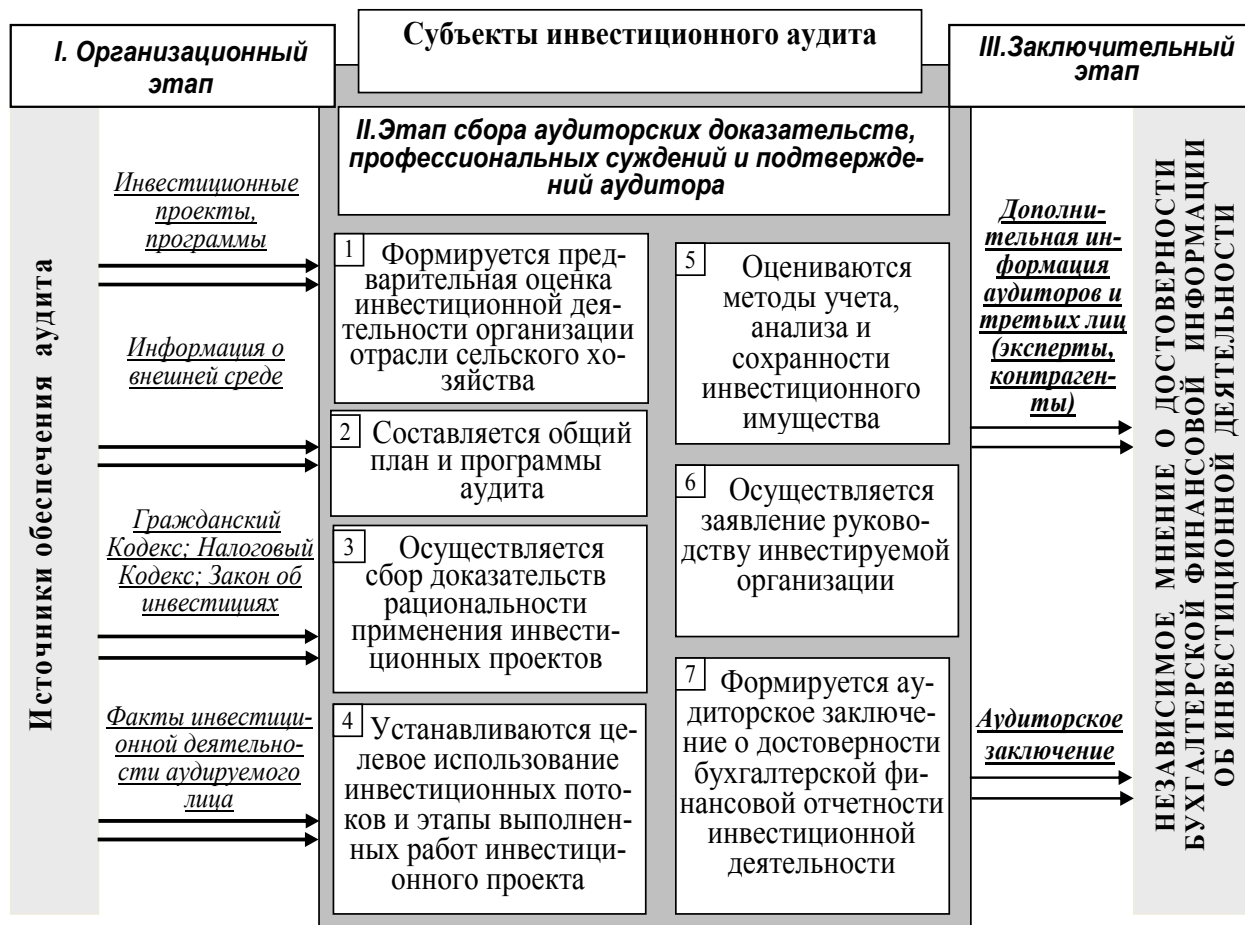 Субъекты инвестиционного аудита
I. Организационный
этап
Источники обеспечения аудита
Инвестиционные
проекты,
программы
Информация о
внешней среде
Гражданский
Кодекс; Налоговый
Кодекс; Закон об
инвестициях
Факты инвестици-
онной деятельно-
сти аудируемого
лица
II.Этап сбора аудиторских доказательств,
профессиональных суждений и подтвержде-
ний аудитора
1 Формируется пред-
варительная оценка
инвестиционной дея-
тельности организации
отрасли сельского хо-
зяйства
2 Составляется общий
план и программы
аудита
3 Осуществляется
сбор доказательств
рациональности
применения инвести-
ционных проектов
4 Устанавливаются це-
левое использование
инвестиционных пото-
ков и этапы выполнен-
ных работ инвестици-
онного проекта
5 Оцениваются
методы учета,
анализа и
сохранности
инвестиционного
имущества
6 Осуществляется
заявление руково-
дству инвестируемой
организации
7 Формируется ау-
диторское заключе-
ние о достоверности
бухгалтерской фи-
нансовой отчетности
инвестиционной
деятельности
III.Заключительный
этап
Дополни-
тельная ин-
формация
аудиторов и
третьих лиц
(эксперты,
контраген-
ты)
Аудиторское
заключение
НЕЗАВИСИМОЕ МНЕНИЕ О ДОСТОВЕРНОСТИ
БУХГАЛТЕРСКОЙ ФИНАНСОВОЙ ИНФОРМАЦИИ
ОБ ИНВЕСТИЦИОННОЙ ДЕЯТЕЛЬНОСТИ